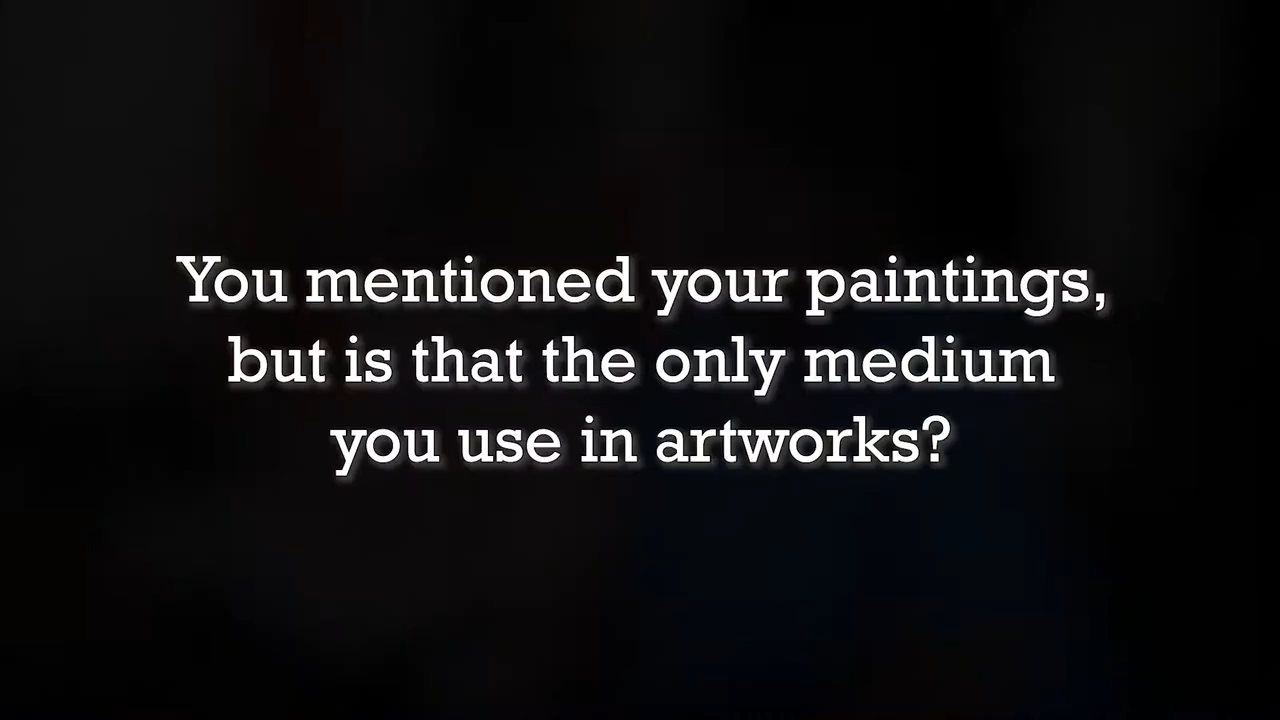 You mentioned your paintings,
but is that the only medium
you use in artworks?